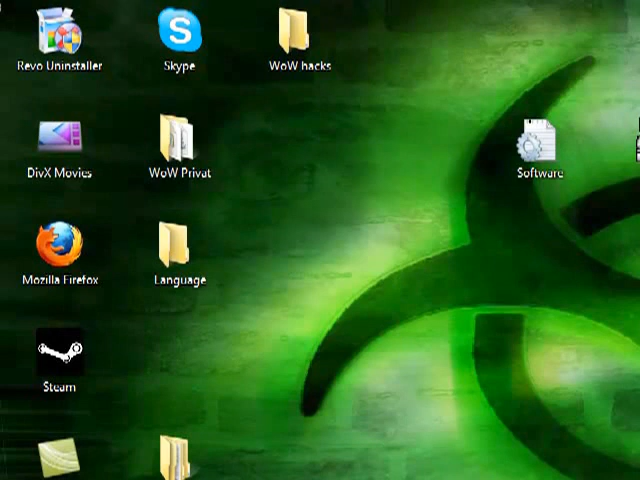 Revo Uninstaller
Skype
WoW hacks
DivX Movies
WoW Privat
Software
Mozilla Firefox
Language
Steam